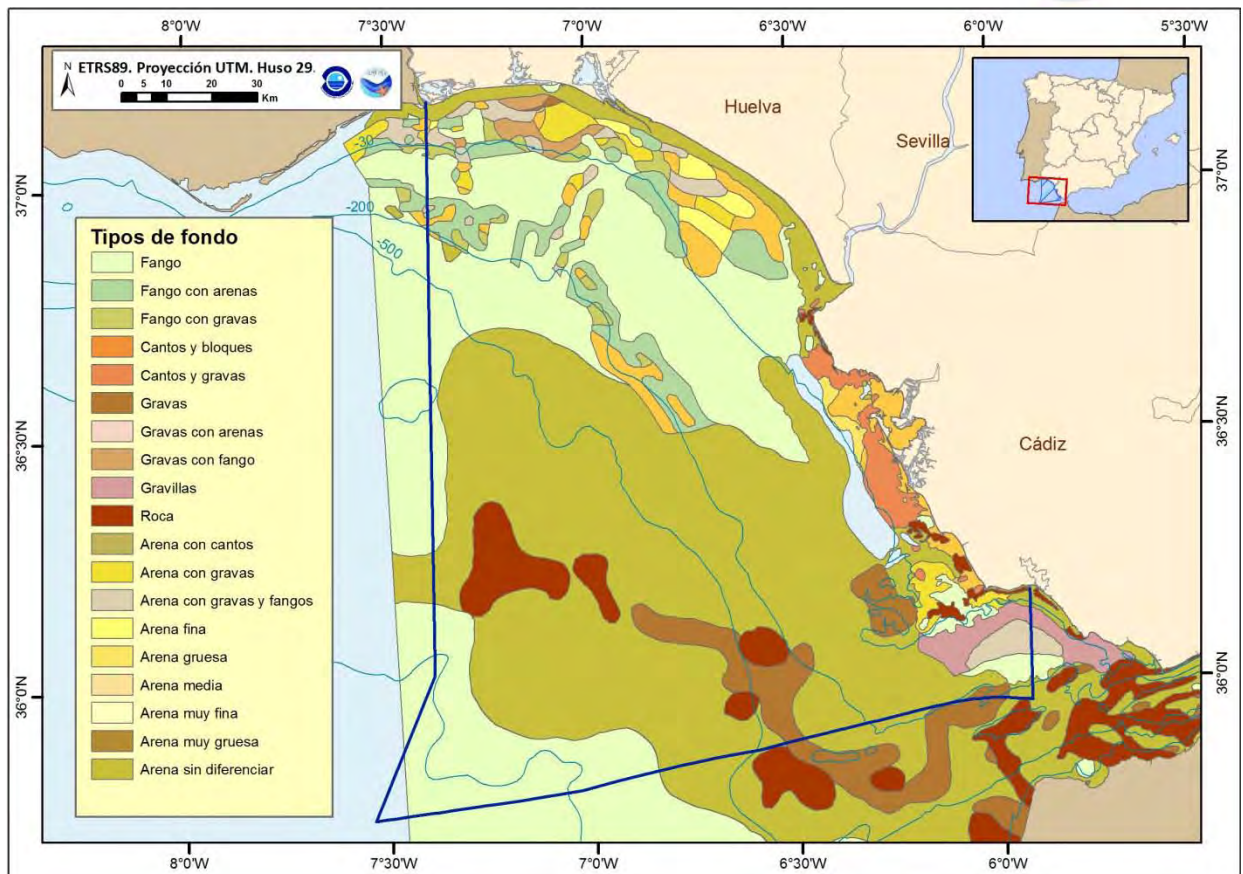 8°0'W 7°30'W 7°0'W 6°30'W 6°0'W 5°30'W
N
ETRS89. Proyección UTM. Huso 29.
0 5 10 20 30
Km
Huelva
Sevilla
Cádiz
37°0'N
37°0'N
36°30'N
36°30'N
36°0'N
36°0'N
-30
-200
-500
Tipos de fondo
Fango
Fango con arenas
Fango con gravas
Cantos y bloques
Cantos y gravas
Gravas
Gravas con arenas
Gravas con fango
Gravillas
Roca
Arena con cantos
Arena con gravas
Arena con gravas y fangos
Arena fina
Arena gruesa
Arena media
Arena muy fina
Arena muy gruesa
Arena sin diferenciar
8°0'W 7°30'W 7°0'W 6°30'W 6°0'W